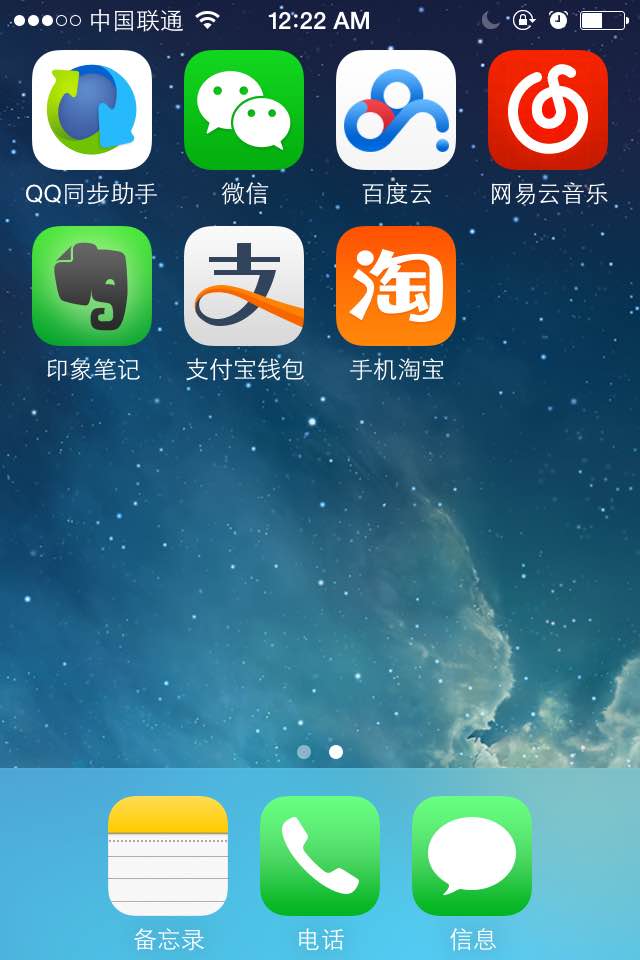 中国联通 12:22 AM
QQ同步助手 微信 百度云 网易云音乐
支
淘
印象笔记 支付宝钱包 手机淘宝
备忘录 电话 信息